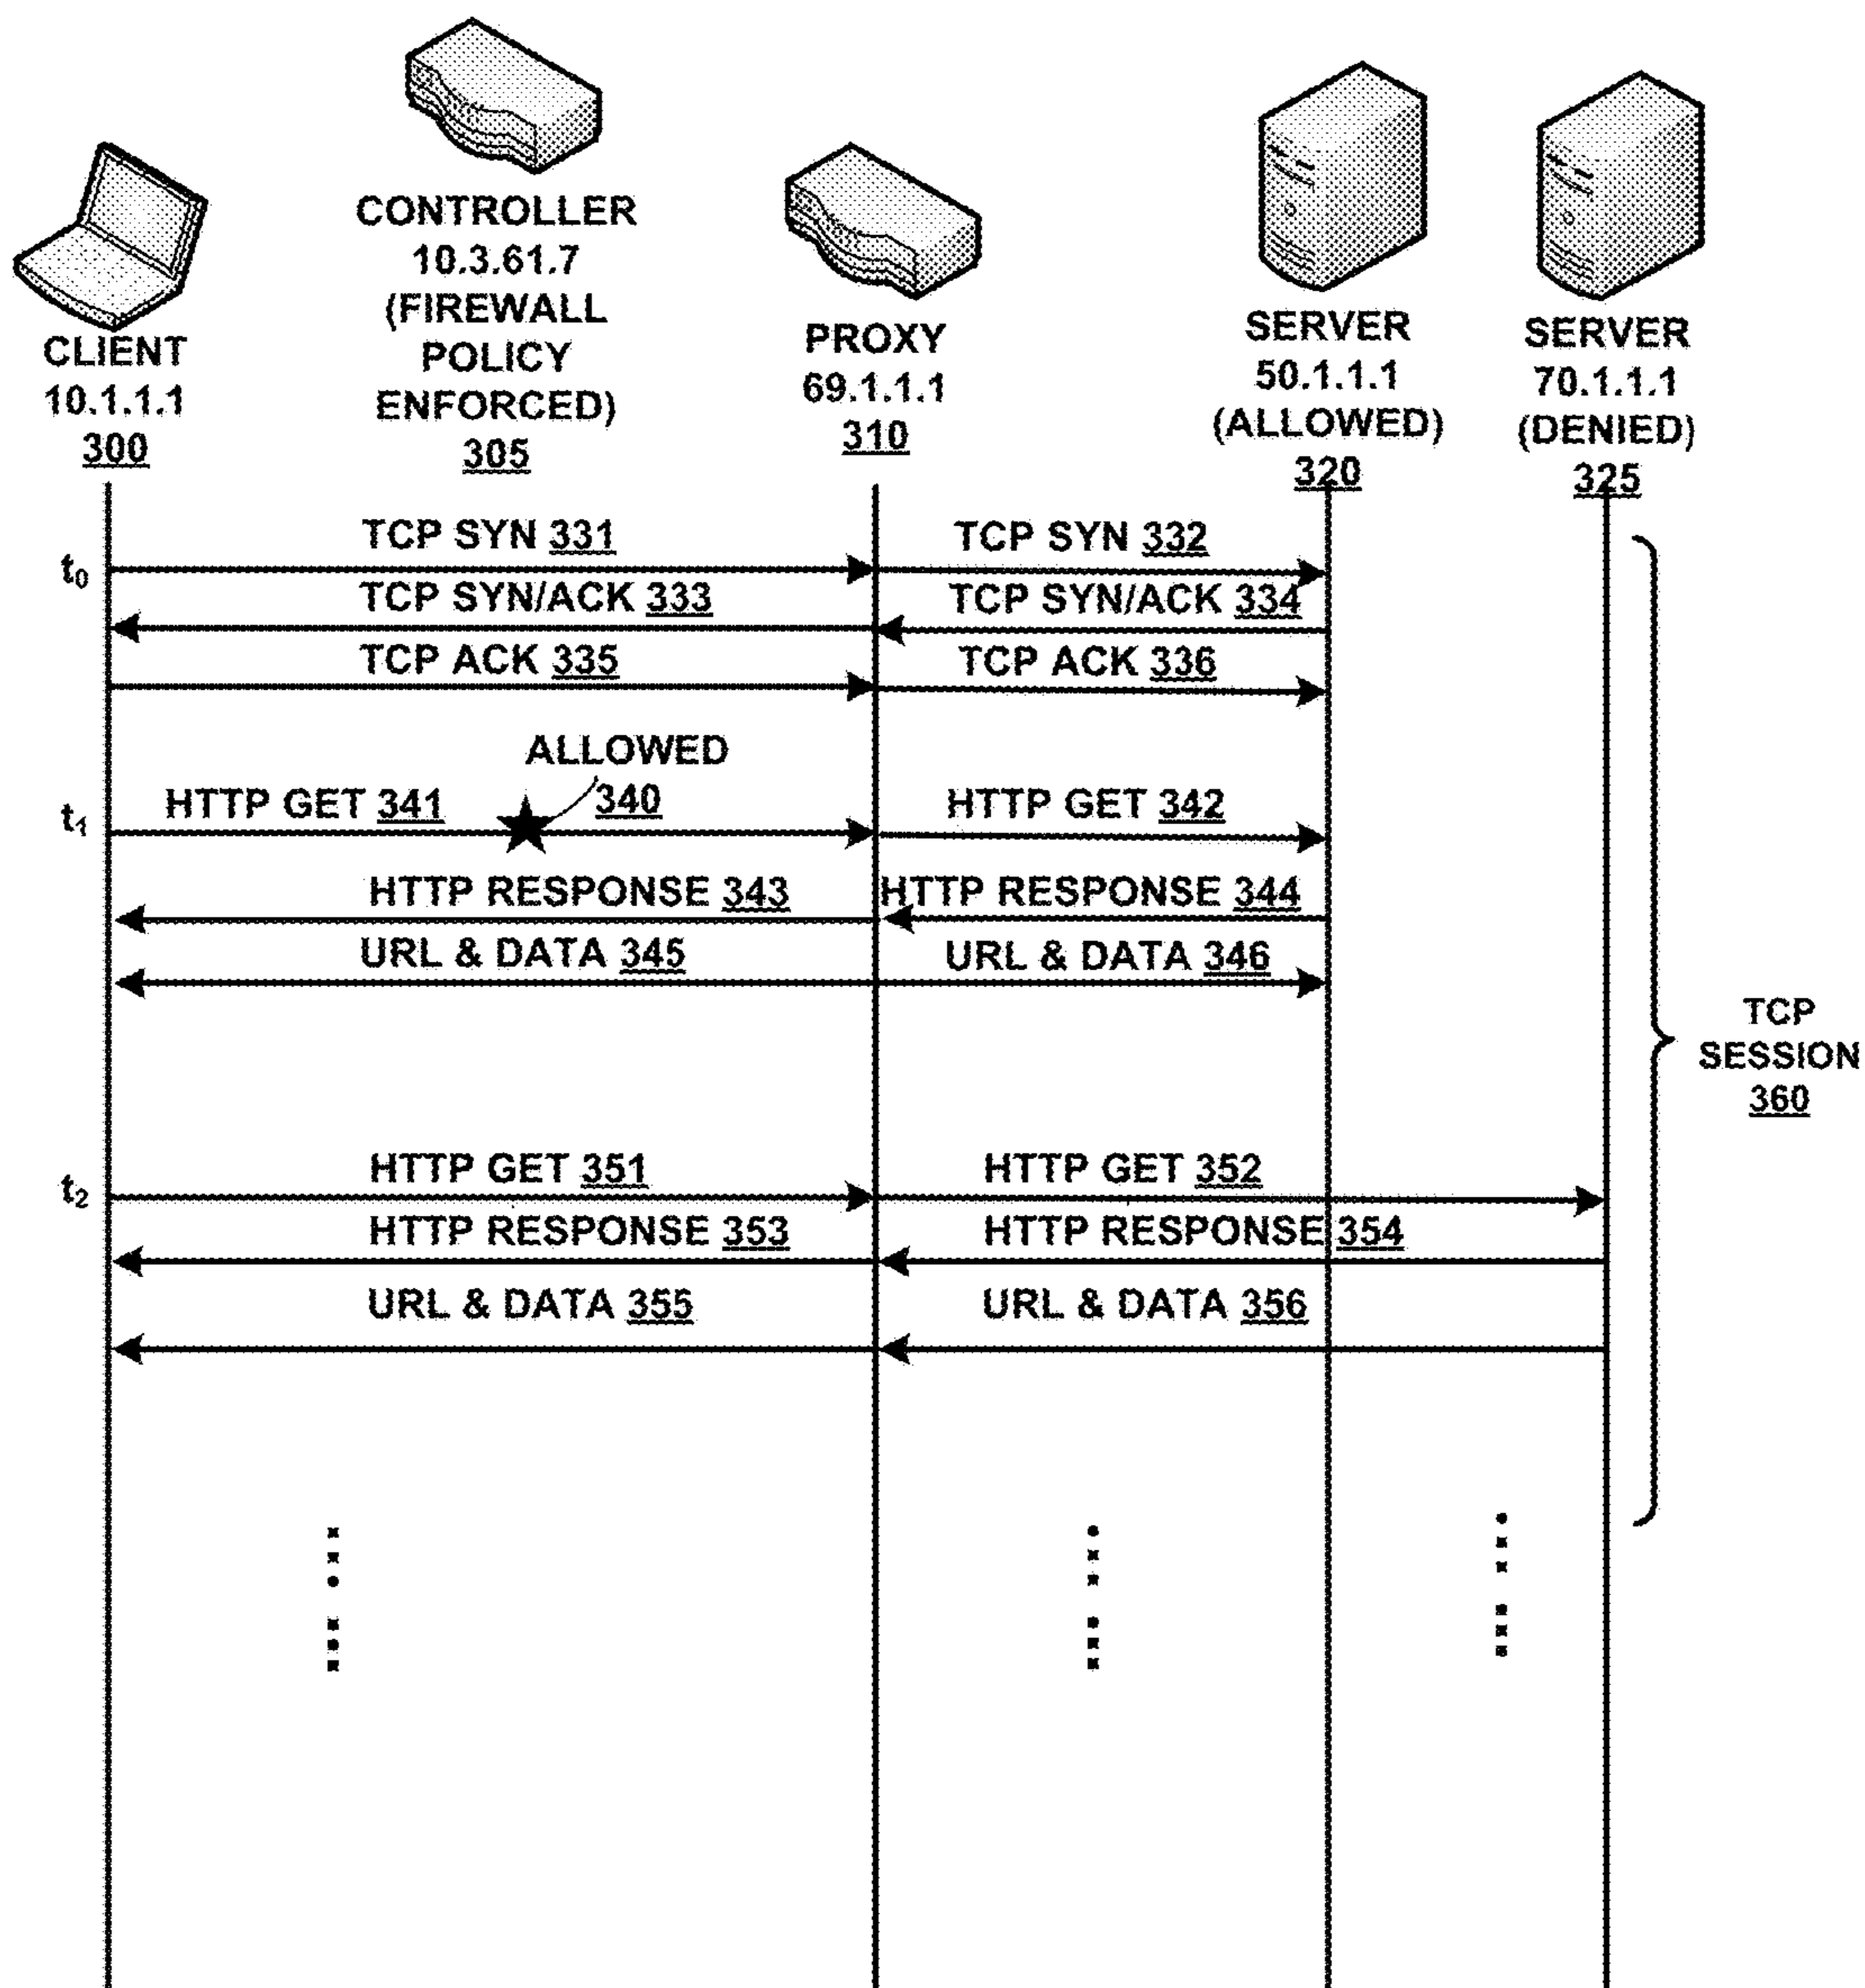 CLIENT
10.1.1.1
300
CONTROLLER
10.3.61.7
(FIREWALL
POLICY
ENFORCED)
305
PROXY
69.1.1.1
310
SERVER
50.1.1.1
(ALLOWED)
320
SERVER
70.1.1.1
(DENIED)
325
t0
TCP SYN 331
TCP SYN 332
TCP SYN/ACK 333
TCP SYN/ACK 334
TCP ACK 335
TCP ACK 336
ALLOWED
340
t1
HTTP GET 341
HTTP GET 342
HTTP RESPONSE 343
HTTP RESPONSE 344
URL & DATA 345
URL & DATA 346
TCP
SESSION
360
t2
HTTP GET 351
HTTP GET 352
HTTP RESPONSE 353
HTTP RESPONSE 354
URL & DATA 355
URL & DATA 356